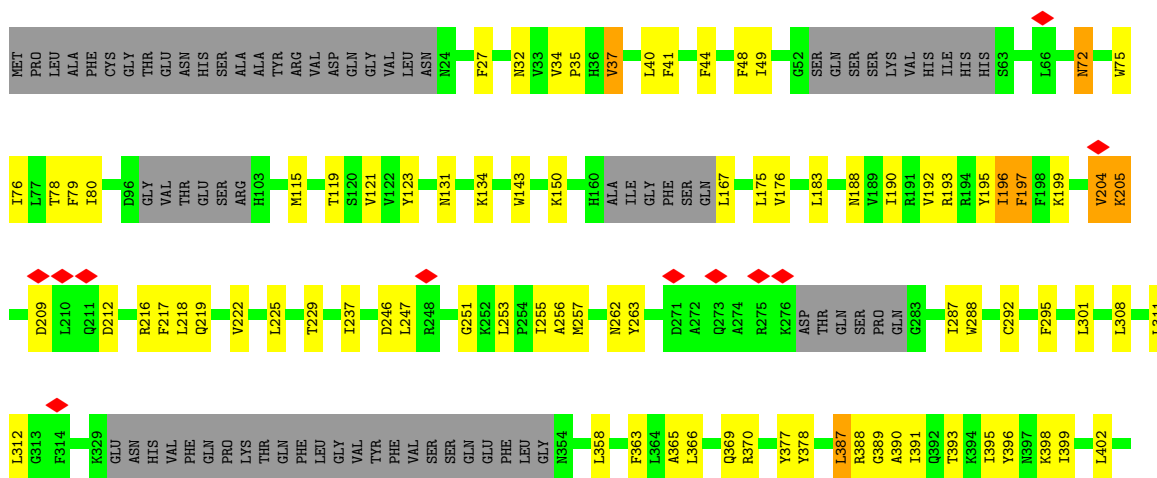 MET PRO LEU ALA PHE CYS GLY THR GLU ASN HIS SER ALA ALA TYR ARG VAL ASP GLN GLY VAL LEU ASN N24 F27 N32 V33 V34 P35 H36 V37 L40 F41 F44 F48 I49 G52 SER GLN SER SER LYS VAL HIS ILE HIS HIS S63 L66 N72 W75
I76 L77 T78 F79 I80 D96 GLY VAL THR GLU SER ARG H103 M115 T119 S120 V121 V122 Y123 N131 K134 W143 K150 H160 ALA ILE GLY PHE SER GLN L167 L175 V176 L183 N188 V189 I190 R191 V192 R193 R194 Y195 I196 F197 F198 K199 V204 K205
D209 L210 Q211 D212 R216 F217 L218 Q219 V222 L225 T229 I237 D246 L247 R248 G251 K252 L253 P254 I255 A256 M257 N262 Y263 D271 A272 Q273 A274 R275 K276 ASP THR GLN SER PRO GLN G283 I287 W288 C292 F295 L301 L308 L311
L312 G313 F314 K329 GLU ASN HIS VAL PHE GLN PRO LYS THR GLN PHE LEU GLY VAL TYR PHE VAL SER SER GLN GLU PHE LEU GLY N354 L358 F363 L364 A365 L366 Q369 R370 Y377 Y378 L387 R388 G389 A390 I391 Q392 T393 K394 I395 Y396 N397 K398 I399 L402